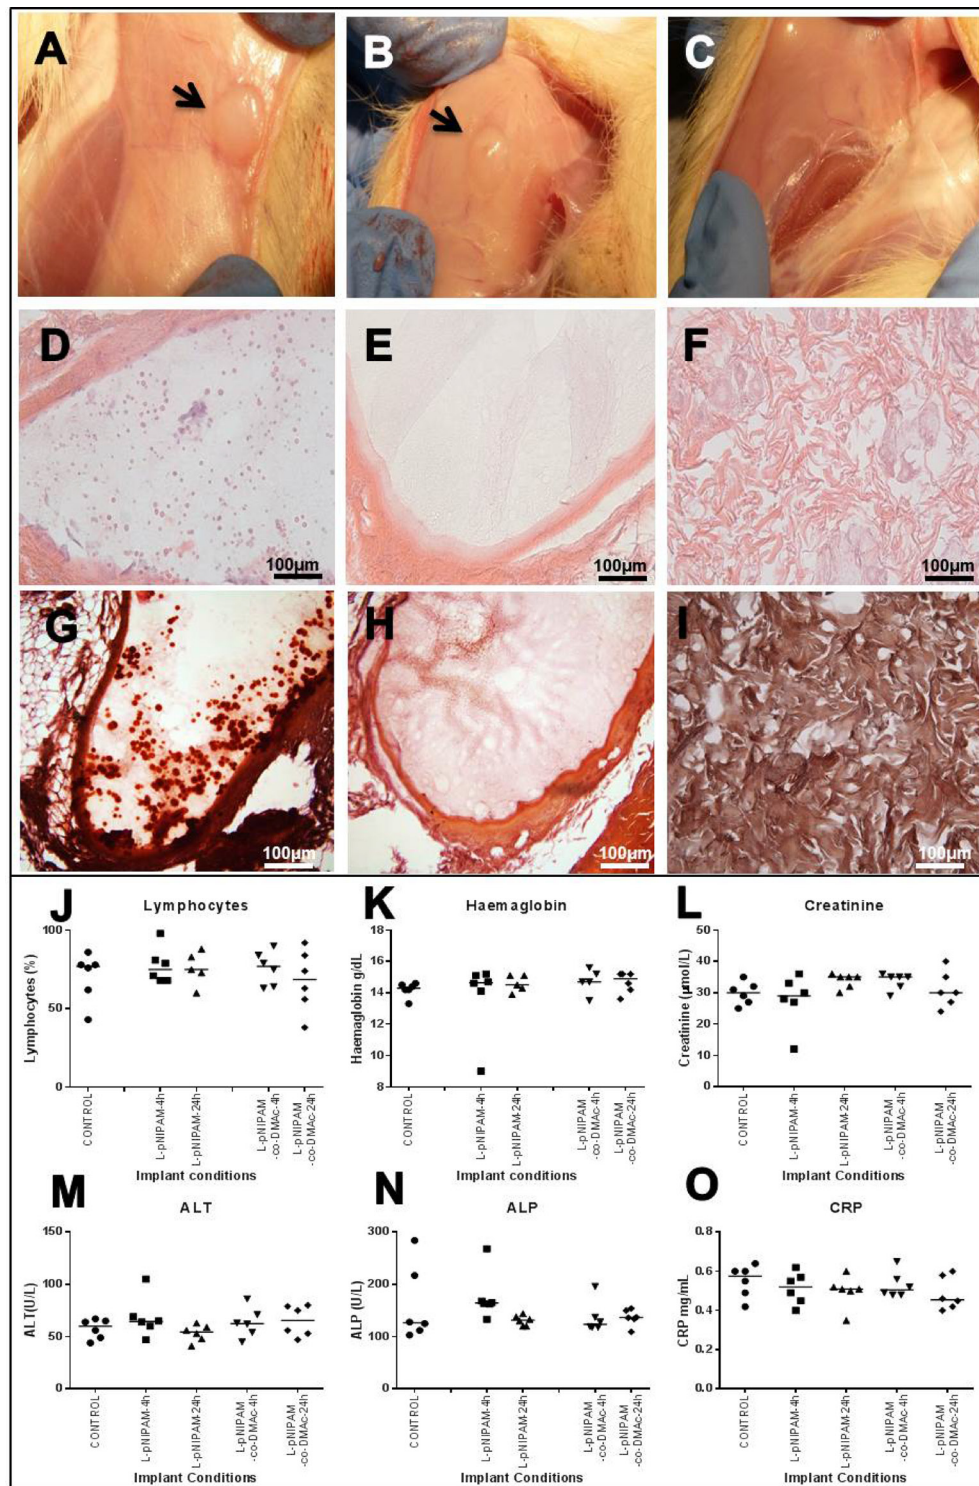 A B C
D E F
100µm 100µm 100µm
G H I
100µm 100µm 100µm
J Lymphocytes
Lymphocytes (%)
100
50
0
CONTROL
L-pNIPAM-4h
L-pNIPAM-24h
L-pNIPAM
-co-DMAc-4h
L-pNIPAM
-co-DMAc-24h
Implant conditions
K Haemaglobin
Haemaglobin g/dL
18
16
14
12
10
8
CONTROL
L-pNIPAM-4h
L-pNIPAM-24h
L-pNIPAM
-co-DMAc-4h
L-pNIPAM
-co-DMAc-24h
Implant Conditions
L Creatinine
Creatinine (µmol/L)
50
40
30
20
10
0
CONTROL
L-pNIPAM-4h
L-pNIPAM-24h
L-pNIPAM
-co-DMAc-4h
L-pNIPAM
-co-DMAc-24h
Implant Conditions
M ALT
ALT(U/L)
150
100
50
0
CONTROL
L-pNIPAM-4h
L-pNIPAM-24h
L-pNIPAM
-co-DMAc-4h
L-pNIPAM
-co-DMAc-24h
Implant Conditions
N ALP
ALP (U/L)
300
200
100
0
CONTROL
L-pNIPAM-4h
L-pNIPAM-24h
L-pNIPAM
-co-DMAc-4h
L-pNIPAM
-co-DMAc-24h
Implant Conditions
O CRP
CRP mg/mL
0.8
0.6
0.4
0.2
0.0
CONTROL
L-pNIPAM-4h
L-pNIPAM-24h
L-pNIPAM
-co-DMAc-4h
L-pNIPAM
-co-DMAc-24h
Implant Conditions